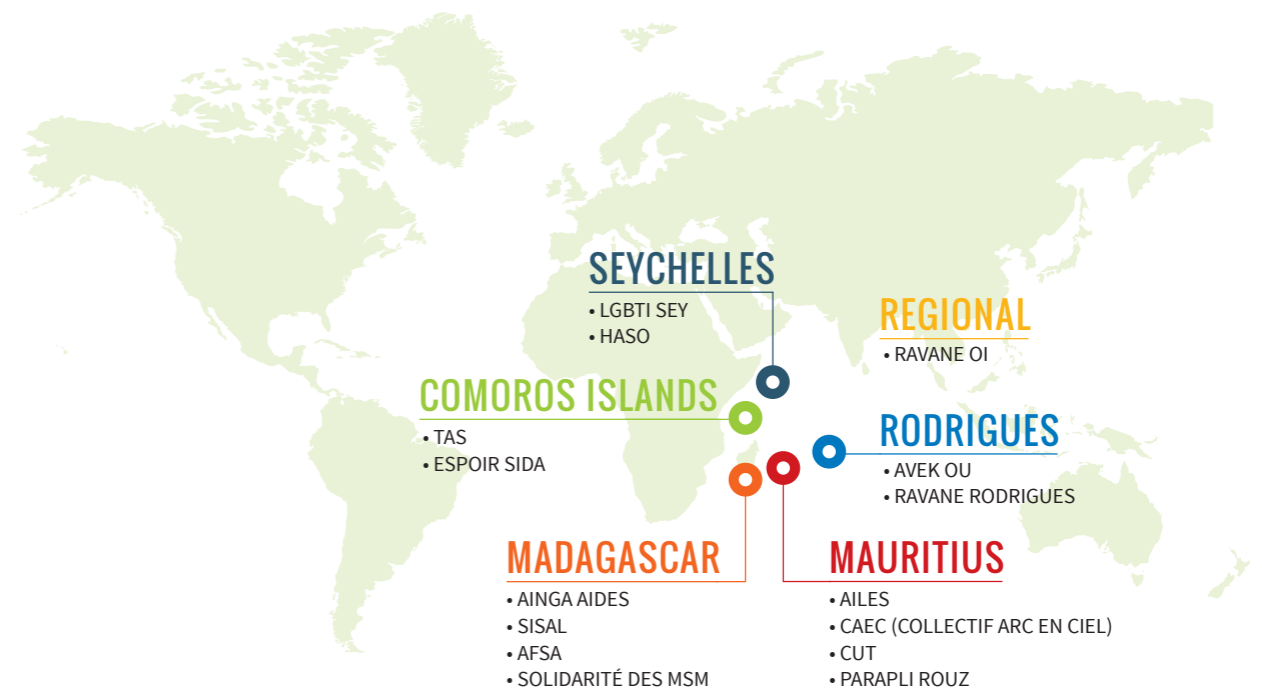 SEYCHELLES
• LGBTI SEY
• HASO
REGIONAL
• RAVANE OI
COMOROS ISLANDS
• TAS
• ESPOIR SIDA
RODRIGUES
• AVEK OU
• RAVANE RODRIGUES
MADAGASCAR
• AINGA AIDES
• SISAL
• AFSA
• SOLIDARITÉ DES MSM
MAURITIUS
• AILES
• CAEC (COLLECTIF ARC EN CIEL)
• CUT
• PARAPLI ROUZ